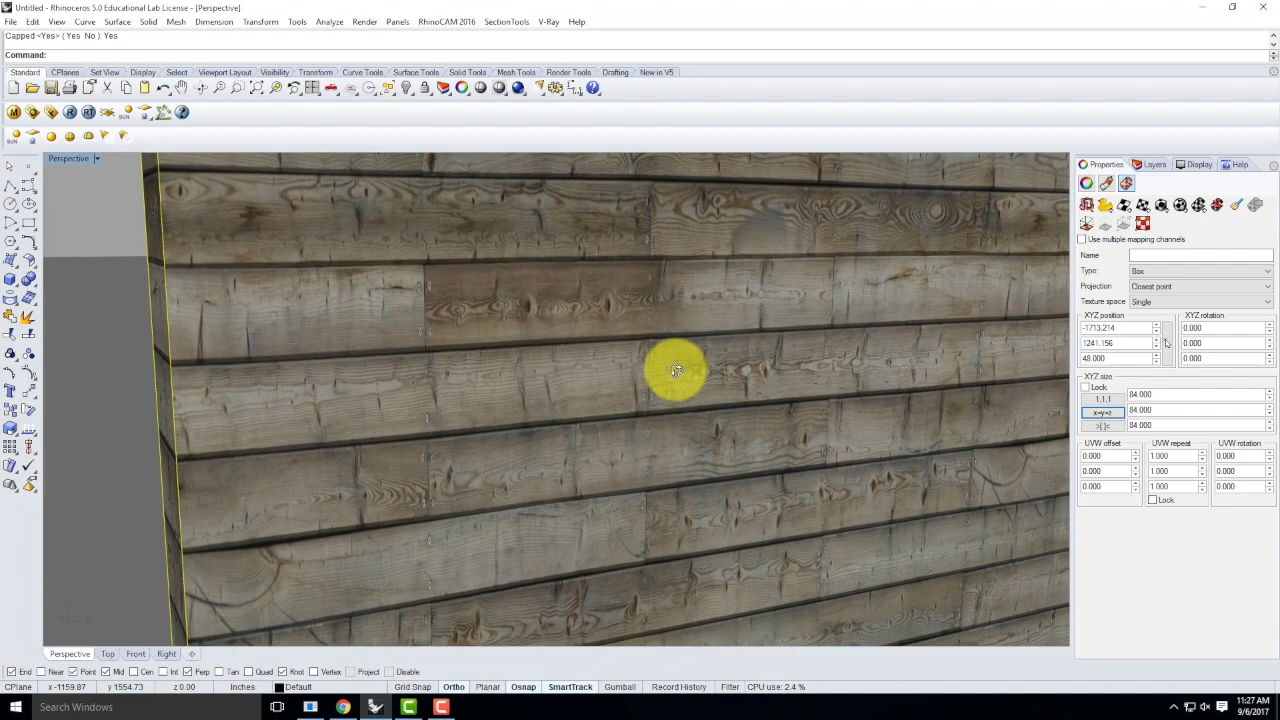 Untitled - Rhinoceros 5.0 Educational Lab License - [Perspective]
File Edit View Curve Surface Solid Mesh Dimension Transform Tools Analyze Render Panels RhinoCAM 2016 SectionTools V-Ray Help
Capped <Yes> ( Yes No ): Yes
Command:
Standard CPlanes Set View Display Select Viewport Layout Visibility Transform Curve Tools Surface Tools Solid Tools Mesh Tools Render Tools Drafting New in V5
M R RT ?
SUN
Perspective
Properties Layers Display Help
Use multiple mapping channels
Name
Type: Box
Projection: Closest point
Texture space: Single
XYZ position XYZ rotation
-1713.214 0.000
1241.156 0.000
48.000 0.000
XYZ size
Lock
1,1,1 84.000
x=y=z 84.000
>[ ]< 84.000
UVW offset UVW repeat UVW rotation
0.000 1.000 0.000
0.000 1.000 0.000
0.000 1.000 0.000
Lock
Perspective Top Front Right
End Near Point Mid Cen Int Perp Tan Quad Knot Vertex Project Disable
CPlane x-1159.87 y 1554.73 z 0.00 Inches Default Grid Snap Ortho Planar Osnap SmartTrack Gumball Record History Filter CPU use: 2.4 %
Search Windows
11:27 AM
9/6/2017